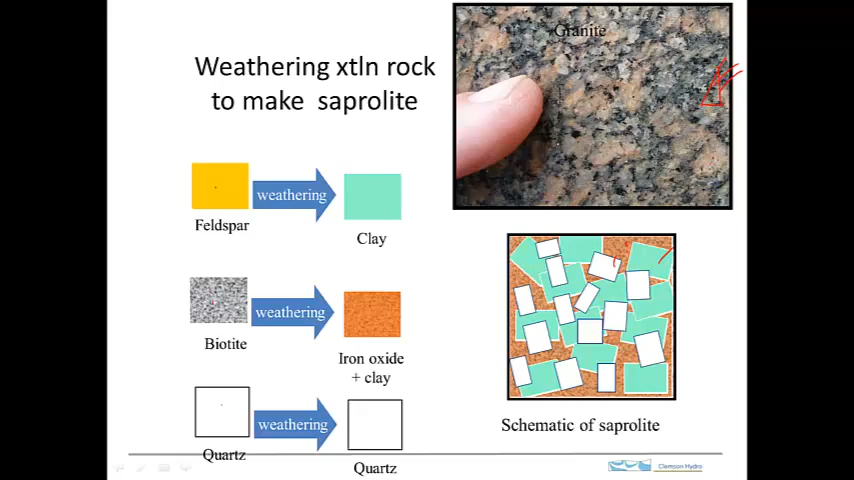 Weathering xtln rock
to make saprolite
Granite
weathering
Feldspar
Clay
weathering
Biotite
Iron oxide
+ clay
weathering
Quartz
Quartz
Schematic of saprolite
Clemson Hydro